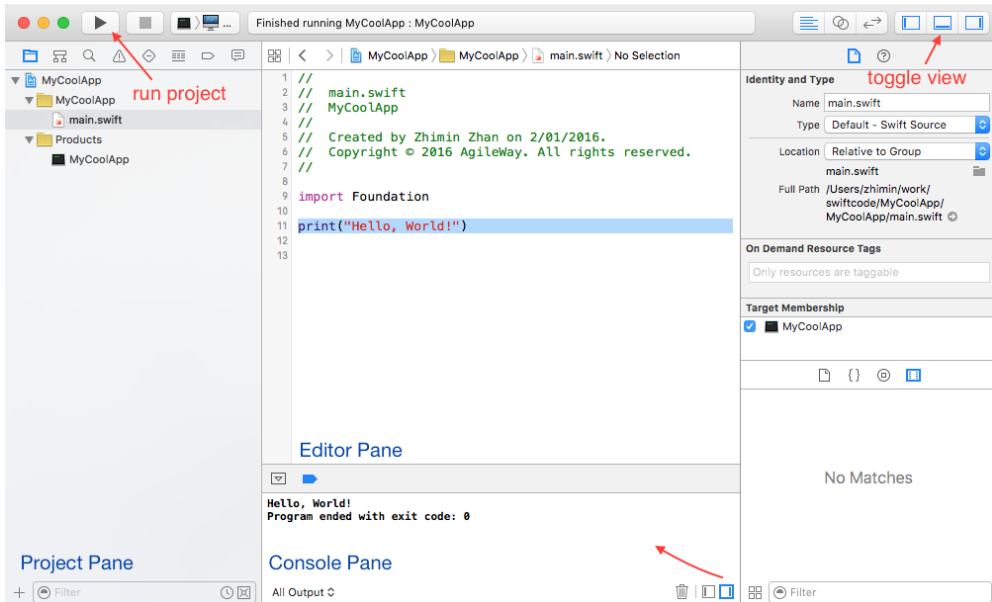 Finished running MyCoolApp : MyCoolApp
MyCoolApp
MyCoolApp
main.swift
Products
MyCoolApp
run project
Project Pane
Filter
MyCoolApp 〉 MyCoolApp 〉 main.swift 〉 No Selection
1 //
2 //  main.swift
3 //  MyCoolApp
4 //
5 //  Created by Zhimin Zhan on 2/01/2016.
6 //  Copyright © 2016 AgileWay. All rights reserved.
7 //
8
9 import Foundation
10
11 print("Hello, World!")
12
13
Editor Pane
Hello, World!
Program ended with exit code: 0
Console Pane
All Output
toggle view
Identity and Type
Name main.swift
Type Default - Swift Source
Location Relative to Group
main.swift
Full Path /Users/zhimin/work/
swiftcode/MyCoolApp/
MyCoolApp/main.swift
On Demand Resource Tags
Only resources are taggable
Target Membership
MyCoolApp
{ }
No Matches
Filter